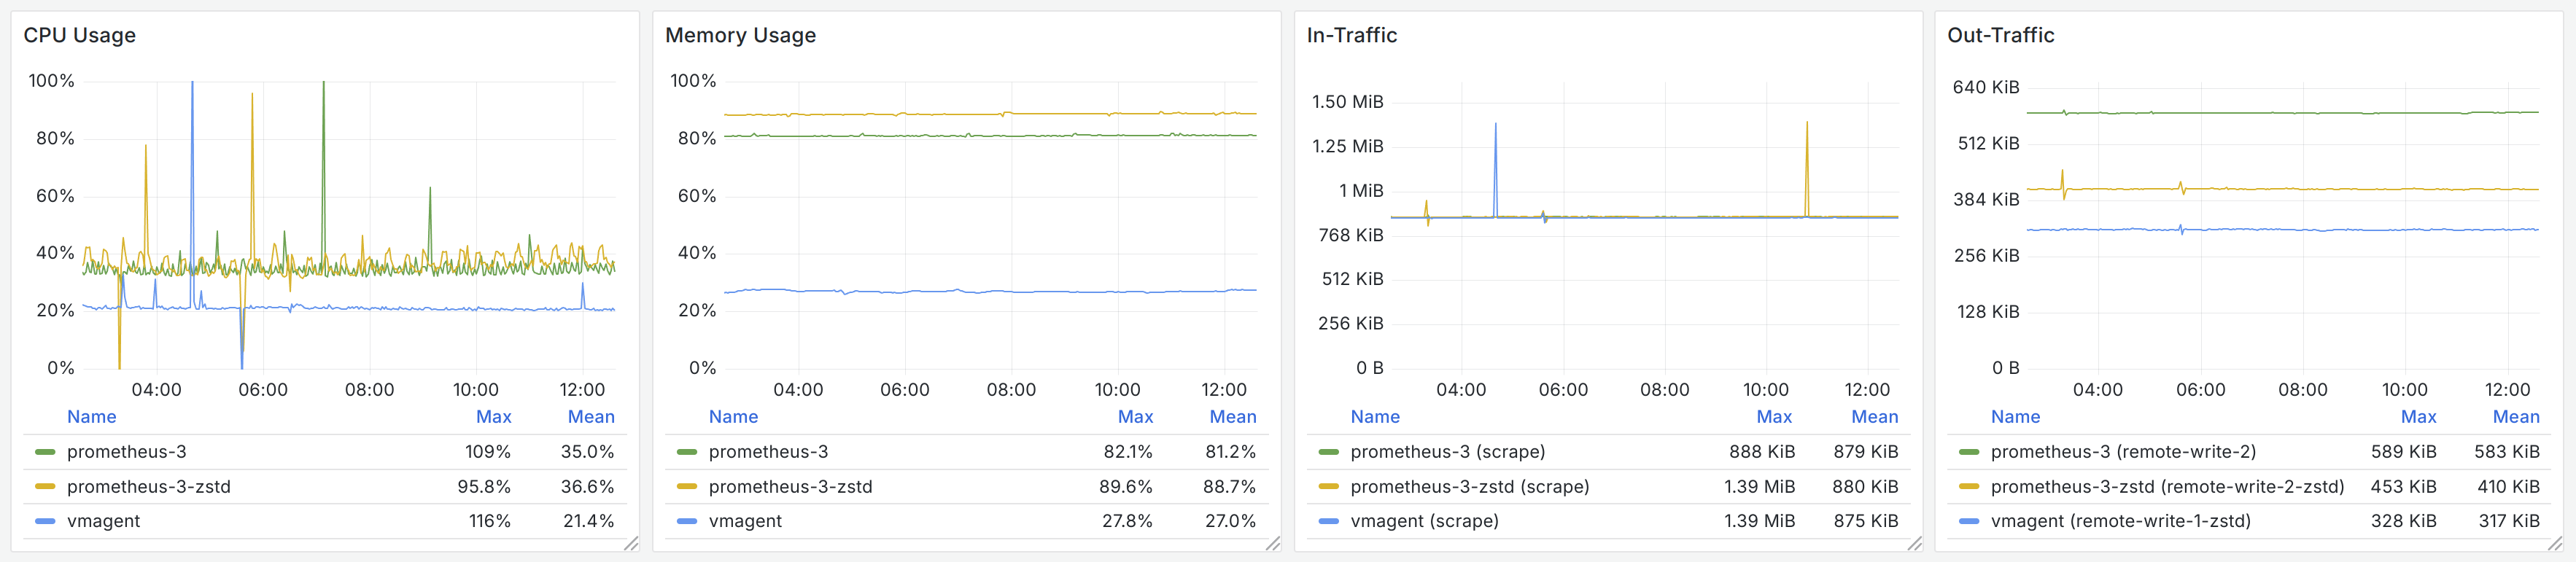 CPU Usage
100%
80%
60%
40%
20%
0%
04:00 06:00 08:00 10:00 12:00
Name Max Mean
prometheus-3 109% 35.0%
prometheus-3-zstd 95.8% 36.6%
vmagent 116% 21.4%
Memory Usage
100%
80%
60%
40%
20%
0%
04:00 06:00 08:00 10:00 12:00
Name Max Mean
prometheus-3 82.1% 81.2%
prometheus-3-zstd 89.6% 88.7%
vmagent 27.8% 27.0%
In-Traffic
1.50 MiB
1.25 MiB
1 MiB
768 KiB
512 KiB
256 KiB
0 B
04:00 06:00 08:00 10:00 12:00
Name Max Mean
prometheus-3 (scrape) 888 KiB 879 KiB
prometheus-3-zstd (scrape) 1.39 MiB 880 KiB
vmagent (scrape) 1.39 MiB 875 KiB
Out-Traffic
640 KiB
512 KiB
384 KiB
256 KiB
128 KiB
0 B
04:00 06:00 08:00 10:00 12:00
Name Max Mean
prometheus-3 (remote-write-2) 589 KiB 583 KiB
prometheus-3-zstd (remote-write-2-zstd) 453 KiB 410 KiB
vmagent (remote-write-1-zstd) 328 KiB 317 KiB